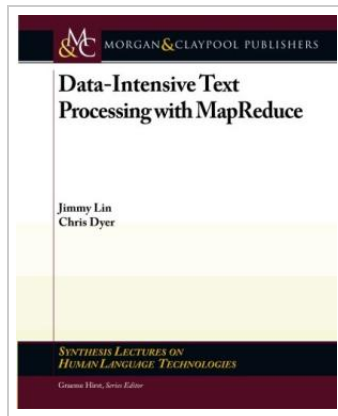 M&C MORGAN&CLAYPOOL PUBLISHERS
Data-Intensive Text
Processing with MapReduce
Jimmy Lin
Chris Dyer
SYNTHESIS LECTURES ON
HUMAN LANGUAGE TECHNOLOGIES
Graeme Hirst, Series Editor